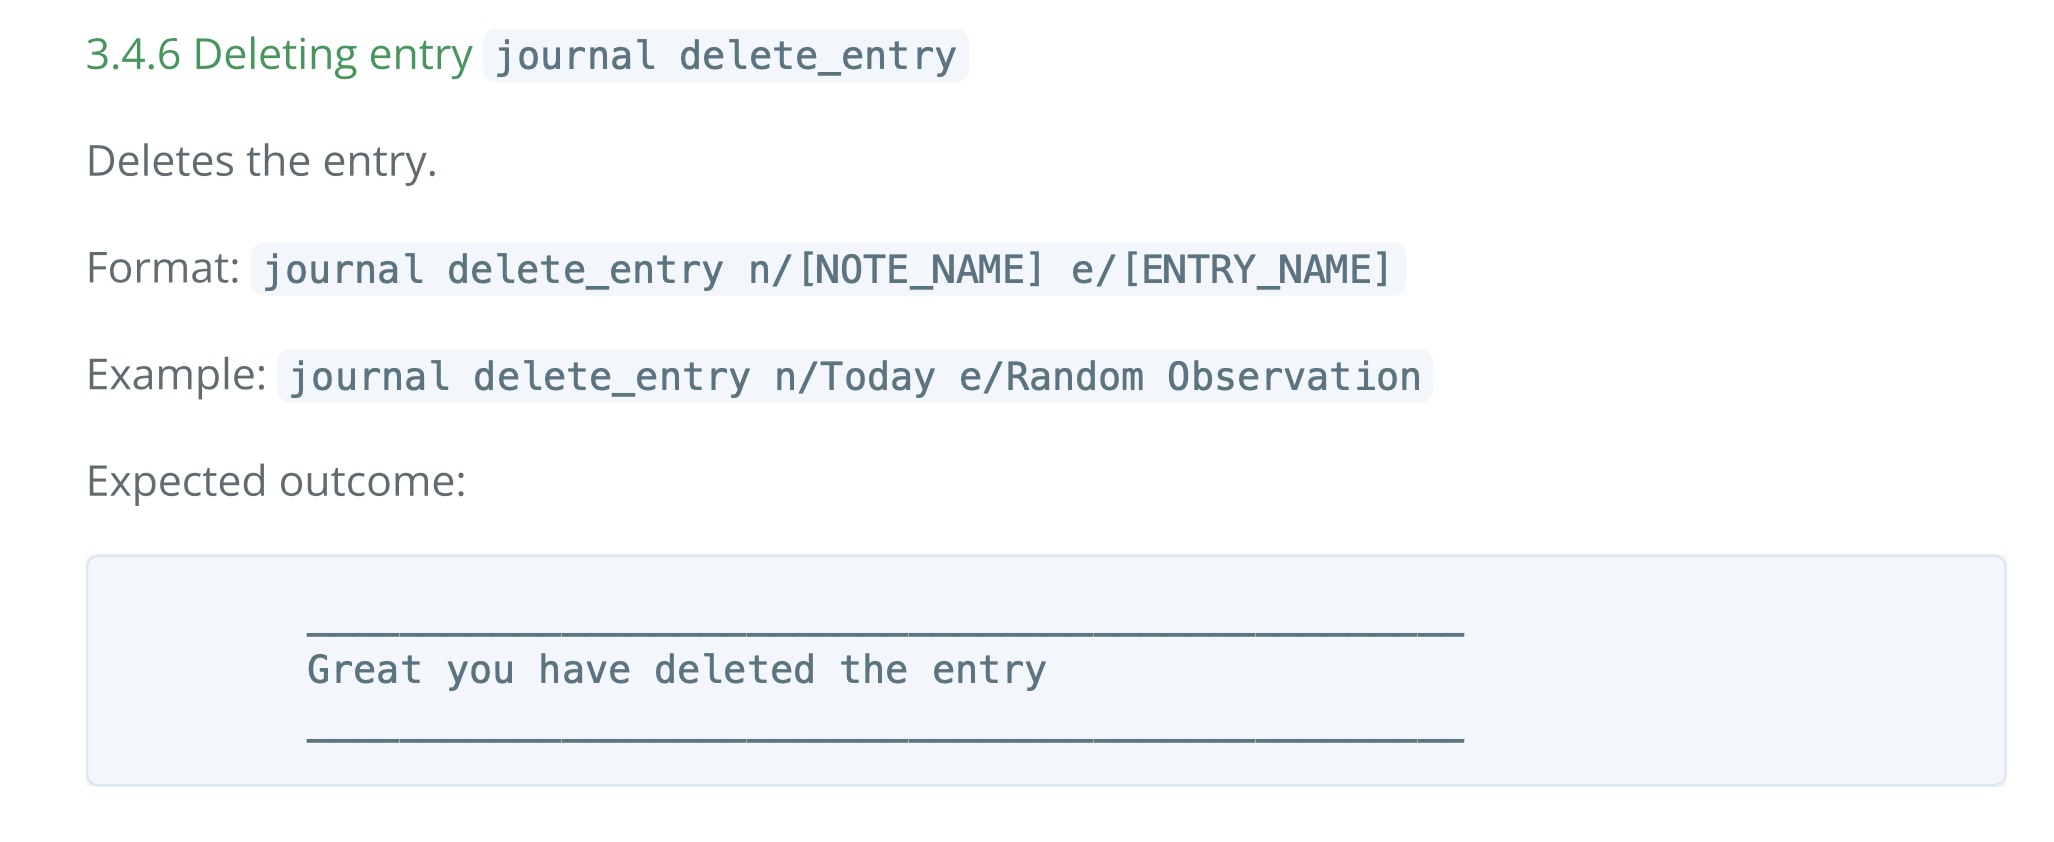 3.4.6 Deleting entry journal delete_entry
Deletes the entry.
Format: journal delete_entry n/[NOTE_NAME] e/[ENTRY_NAME]
Example: journal delete_entry n/Today e/Random Observation
Expected outcome:
__________________________________________________
Great you have deleted the entry
__________________________________________________